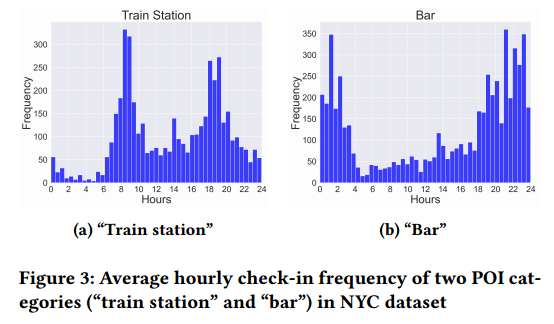 Train Station
Bar
Frequency
300
250
200
150
100
50
0
0 2 4 6 8 10 12 14 16 18 20 22 24
Hours
Frequency
350
300
250
200
150
100
50
0
0 2 4 6 8 10 12 14 16 18 20 22 24
Hours
(a) “Train station”
(b) “Bar”
Figure 3: Average hourly check-in frequency of two POI cat-
egories (“train station” and “bar”) in NYC dataset